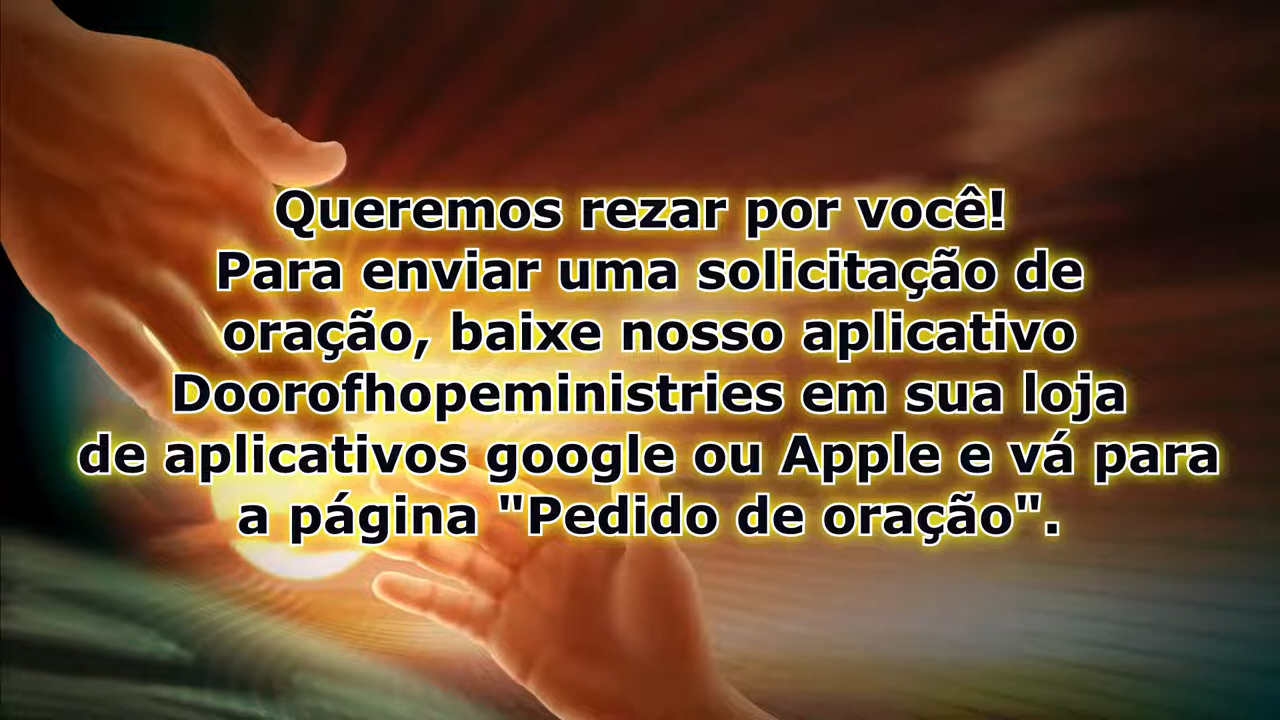 Queremos rezar por você!
Para enviar uma solicitação de
oração, baixe nosso aplicativo
Doorofhopeministries em sua loja
de aplicativos google ou Apple e vá para
a página "Pedido de oração".